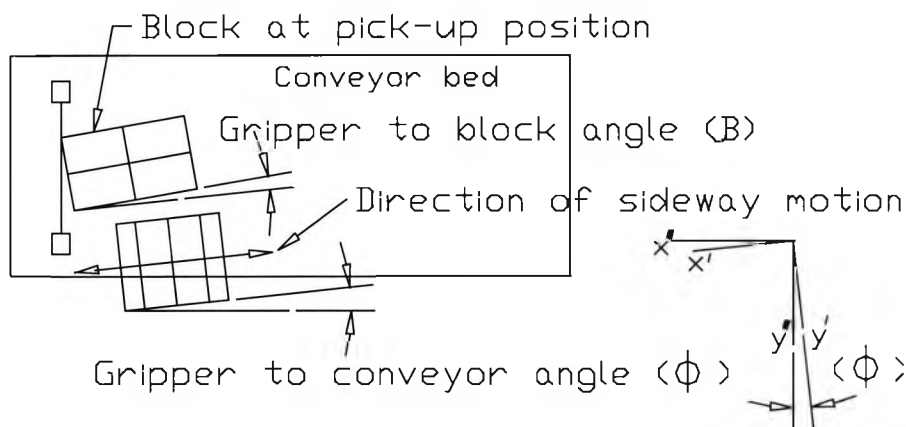 Block at pick-up position
Conveyor bed
Gripper to block angle (B)
Direction of sideway motion
x"
x'
y" y'
Gripper to conveyor angle (ϕ)
(ϕ)